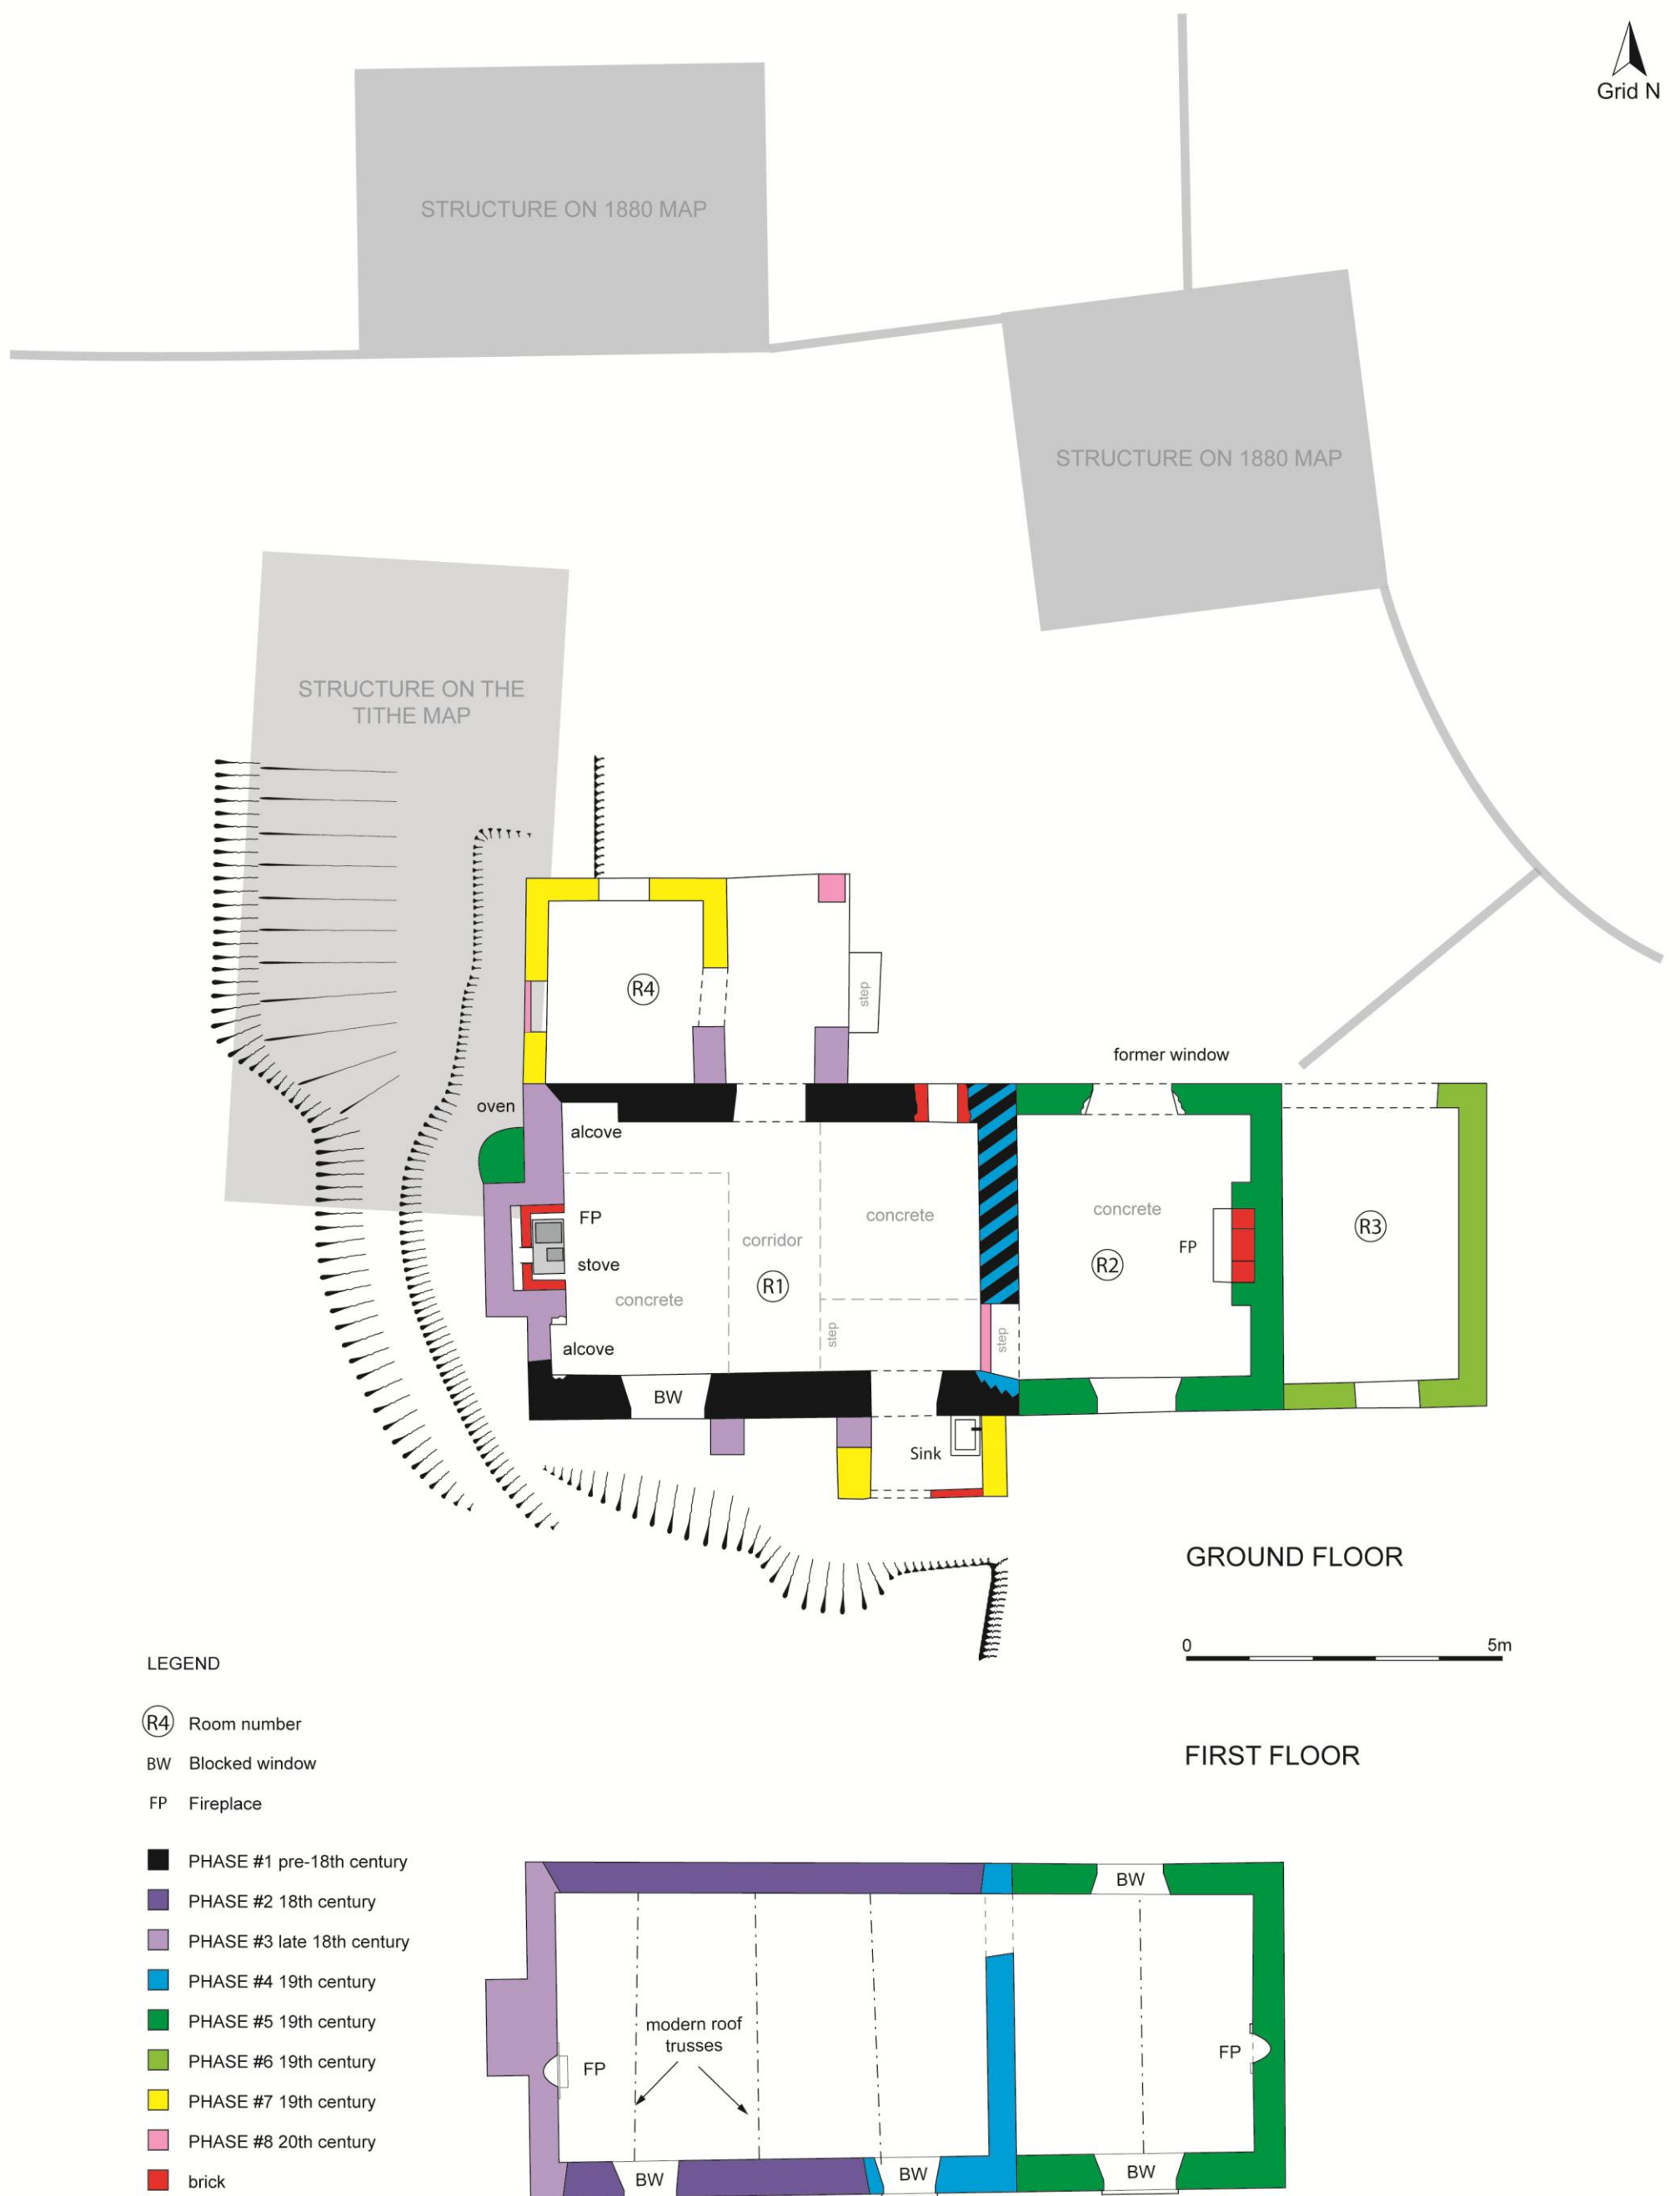 Grid N
STRUCTURE ON 1880 MAP
STRUCTURE ON 1880 MAP
STRUCTURE ON THE
TITHE MAP
step
R4
former window
oven
alcove
FP
stove
concrete
corridor
R1
concrete
step
alcove
BW
step
concrete
R2
FP
R3
Sink
GROUND FLOOR
0 5m
LEGEND
R4 Room number
BW Blocked window
FP Fireplace
PHASE #1 pre-18th century
PHASE #2 18th century
PHASE #3 late 18th century
PHASE #4 19th century
PHASE #5 19th century
PHASE #6 19th century
PHASE #7 19th century
PHASE #8 20th century
brick
FIRST FLOOR
BW
modern roof
trusses
FP
FP
BW
BW
BW